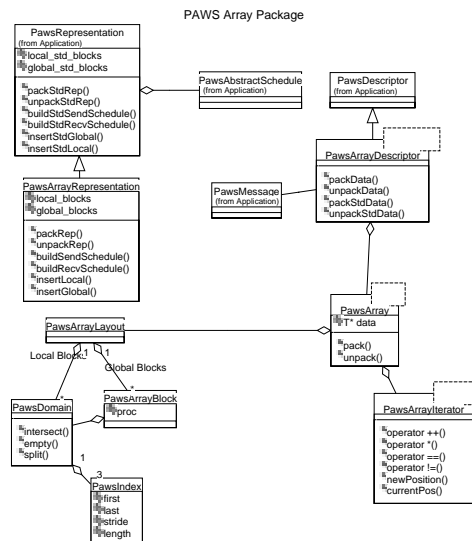 PAWS Array Package
PawsRepresentation
(from Application)
local_std_blocks
global_std_blocks
packStdRep()
unpackStdRep()
buildStdSendSchedule()
buildStdRecvSchedule()
insertStdGlobal()
insertStdLocal()
PawsAbstractSchedule
(from Application)
PawsDescriptor
(from Application)
PawsArrayDescriptor
packData()
unpackData()
packStdData()
unpackStdData()
PawsMessage
(from Application)
PawsArrayRepresentation
local_blocks
global_blocks
packRep()
unpackRep()
buildSendSchedule()
buildRecvSchedule()
insertLocal()
insertGlobal()
PawsArray
T* data
pack()
unpack()
PawsArrayLayout
Local Blocks
1
1
Global Blocks
*
*
PawsDomain
intersect()
empty()
split()
PawsArrayBlock
proc
1
3
PawsIndex
first
last
stride
length
PawsArrayIterator
operator ++()
operator *()
operator ==()
operator !=()
newPosition()
currentPos()